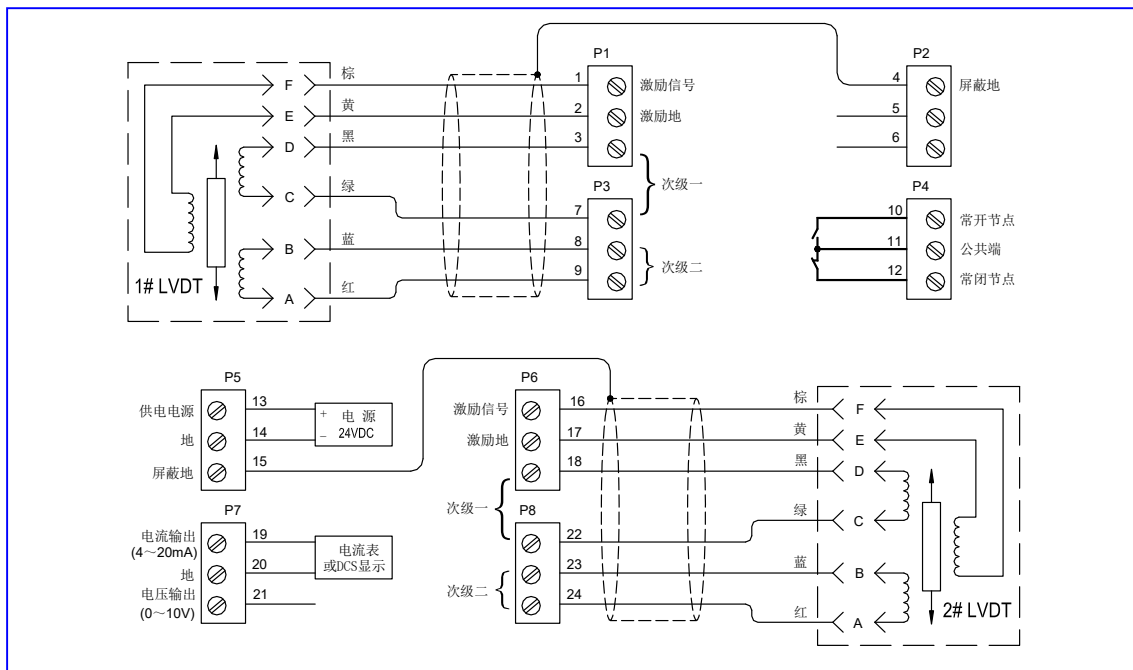 P1
P2
棕
F
1
激励信号
4
屏蔽地
黄
E
2
激励地
5
黑
D
3
6
次级一
P3
P4
绿
C
7
10
常开节点
蓝
B
8
11
公共端
次级二
9
12
常闭节点
1# LVDT
红
A
P5
P6
供电电源
13
+ 电 源
激励信号
16
棕
F
地
14
− 24VDC
激励地
17
黄
E
屏蔽地
15
18
黑
D
次级一
P7
P8
绿
C
电流输出
(4～20mA)
19
电流表
或DCS显示
22
地
20
23
蓝
B
电压输出
(0～10V)
21
次级二
24
红
A
2# LVDT